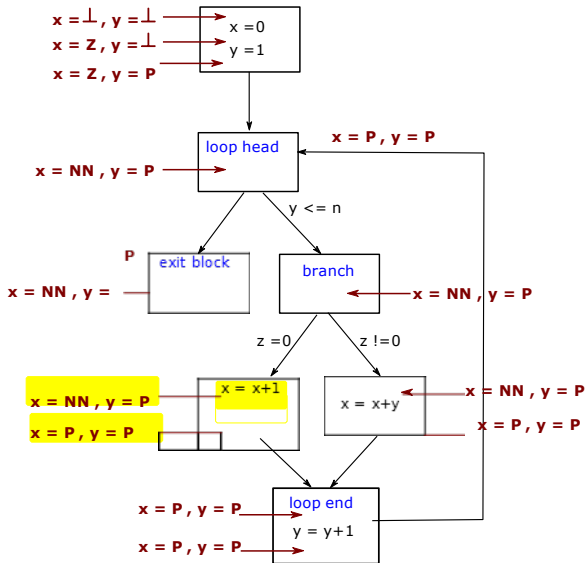 x = ⊥ , y = ⊥
x = 0
x = Z , y = ⊥
y = 1
x = Z , y = P
loop head
x = P , y = P
x = NN , y = P
y <= n
P
exit block
branch
x = NN , y =
x = NN , y = P
z =0
z !=0
x = x+1
x = NN , y = P
x = NN , y = P
x = x+y
x = P , y = P
x = P , y = P
loop end
x = P , y = P
y = y+1
x = P , y = P